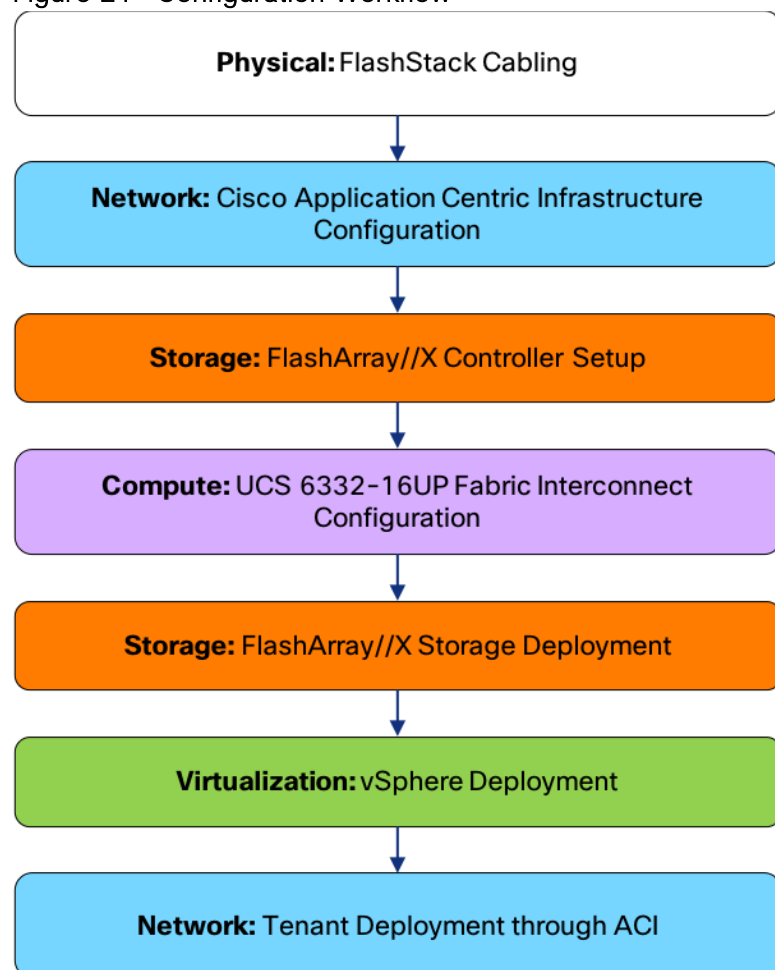 Physical: FlashStack Cabling
Network: Cisco Application Centric Infrastructure
Configuration
Storage: FlashArray//X Controller Setup
Compute: UCS 6332-16UP Fabric Interconnect
Configuration
Storage: FlashArray//X Storage Deployment
Virtualization: vSphere Deployment
Network: Tenant Deployment through ACI